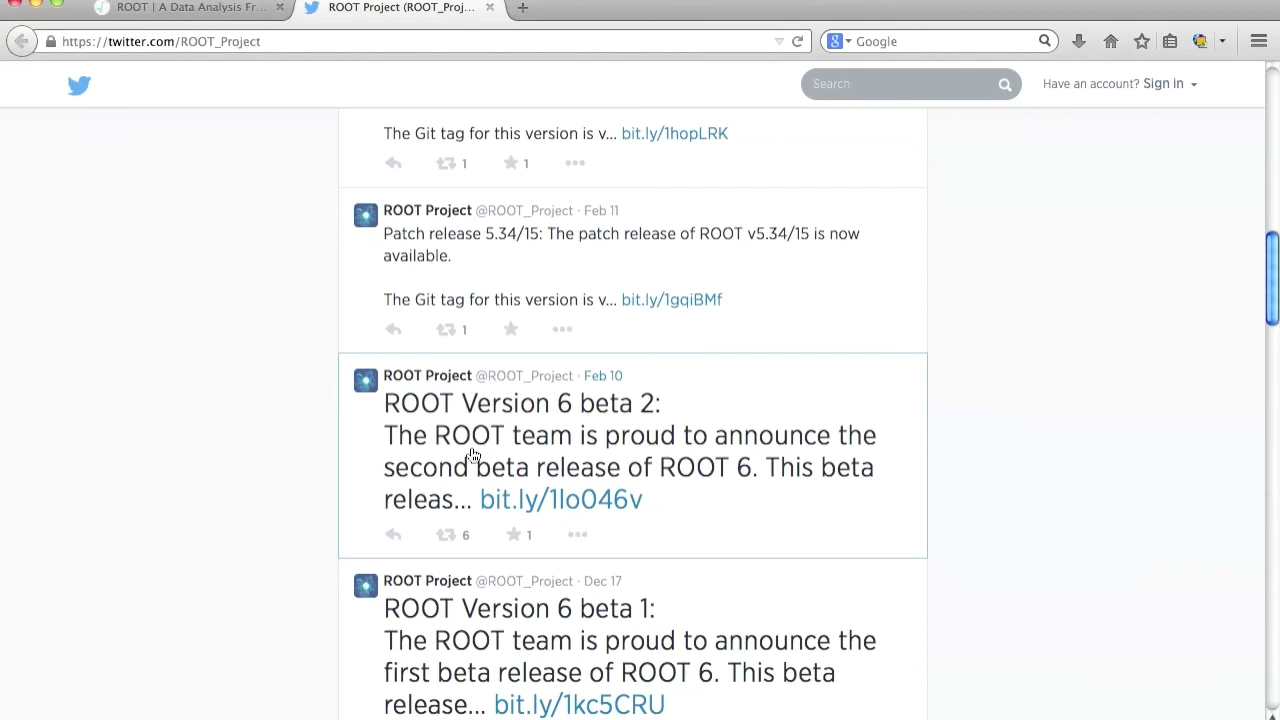 ROOT | A Data Analysis Fr...
ROOT Project (ROOT_Proj...
https://twitter.com/ROOT_Project
Google
Search
Have an account? Sign in
The Git tag for this version is v... bit.ly/1hopLRK
1
1
ROOT Project @ROOT_Project · Feb 11
Patch release 5.34/15: The patch release of ROOT v5.34/15 is now
available.
The Git tag for this version is v... bit.ly/1gqiBMf
1
ROOT Project @ROOT_Project · Feb 10
ROOT Version 6 beta 2:
The ROOT team is proud to announce the
second beta release of ROOT 6. This beta
releas... bit.ly/1lo046v
6
1
ROOT Project @ROOT_Project · Dec 17
ROOT Version 6 beta 1:
The ROOT team is proud to announce the
first beta release of ROOT 6. This beta
release... bit.ly/1kc5CRU